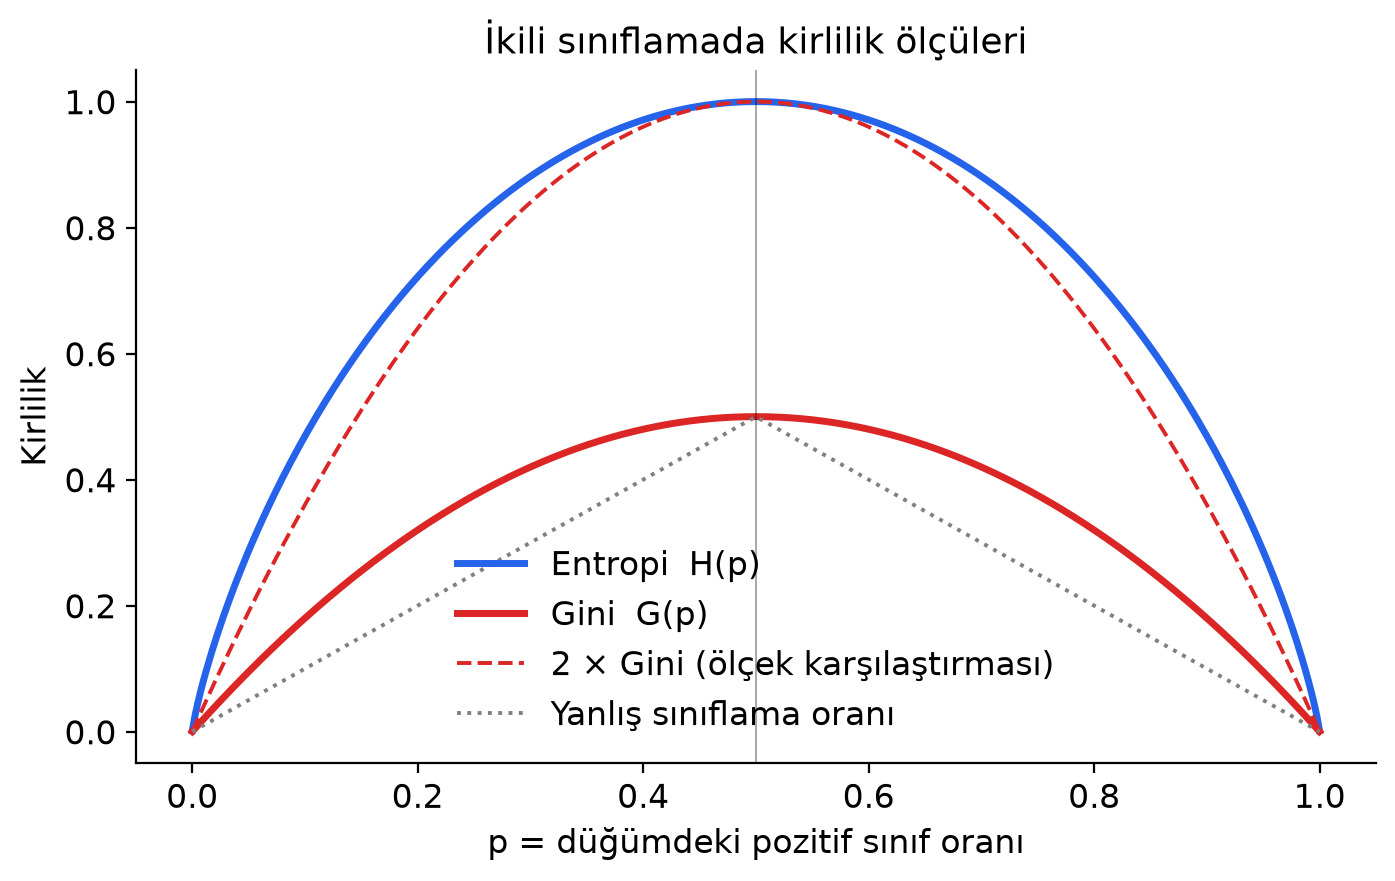 İkili sınıflamada kirlilik ölçüleri
Kirlilik
1.0
0.8
0.6
0.4
0.2
0.0
Entropi  H(p)
Gini  G(p)
2 × Gini (ölçek karşılaştırması)
Yanlış sınıflama oranı
0.0 0.2 0.4 0.6 0.8 1.0
p = düğümdeki pozitif sınıf oranı